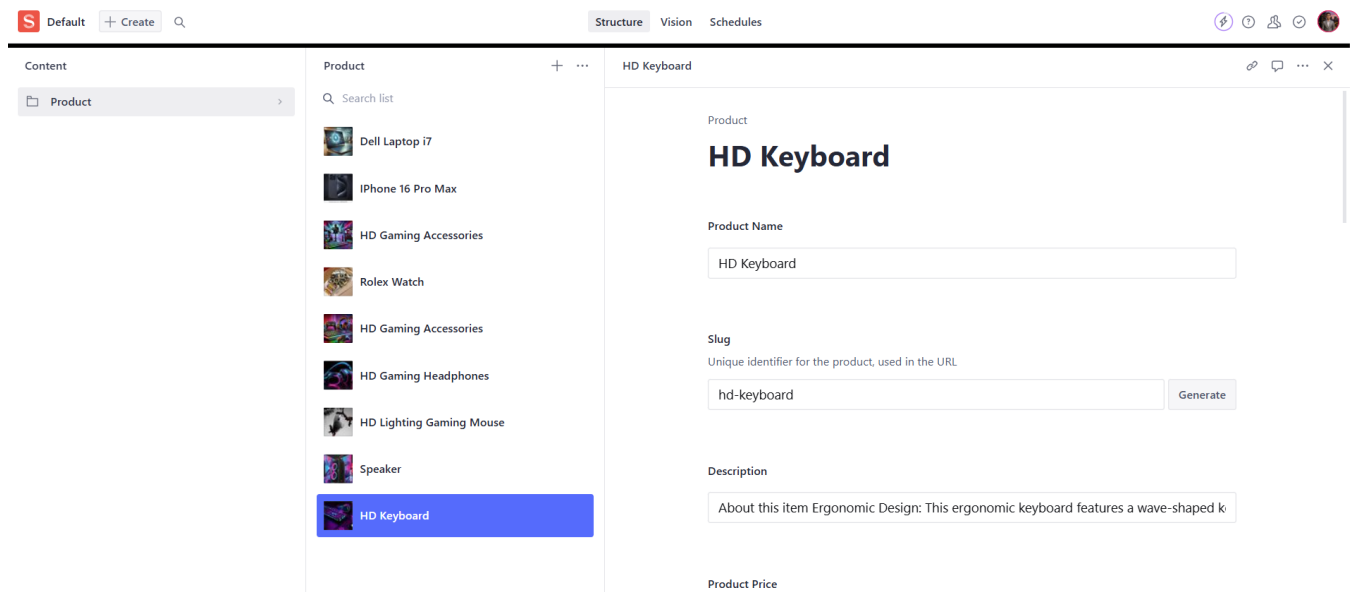 S Default + Create Structure Vision Schedules
Content
Product
Product
Search list
Dell Laptop i7
IPhone 16 Pro Max
HD Gaming Accessories
Rolex Watch
HD Gaming Accessories
HD Gaming Headphones
HD Lighting Gaming Mouse
Speaker
HD Keyboard
HD Keyboard
Product
HD Keyboard
Product Name
HD Keyboard
Slug
Unique identifier for the product, used in the URL
hd-keyboard Generate
Description
About this item Ergonomic Design: This ergonomic keyboard features a wave-shaped k
Product Price